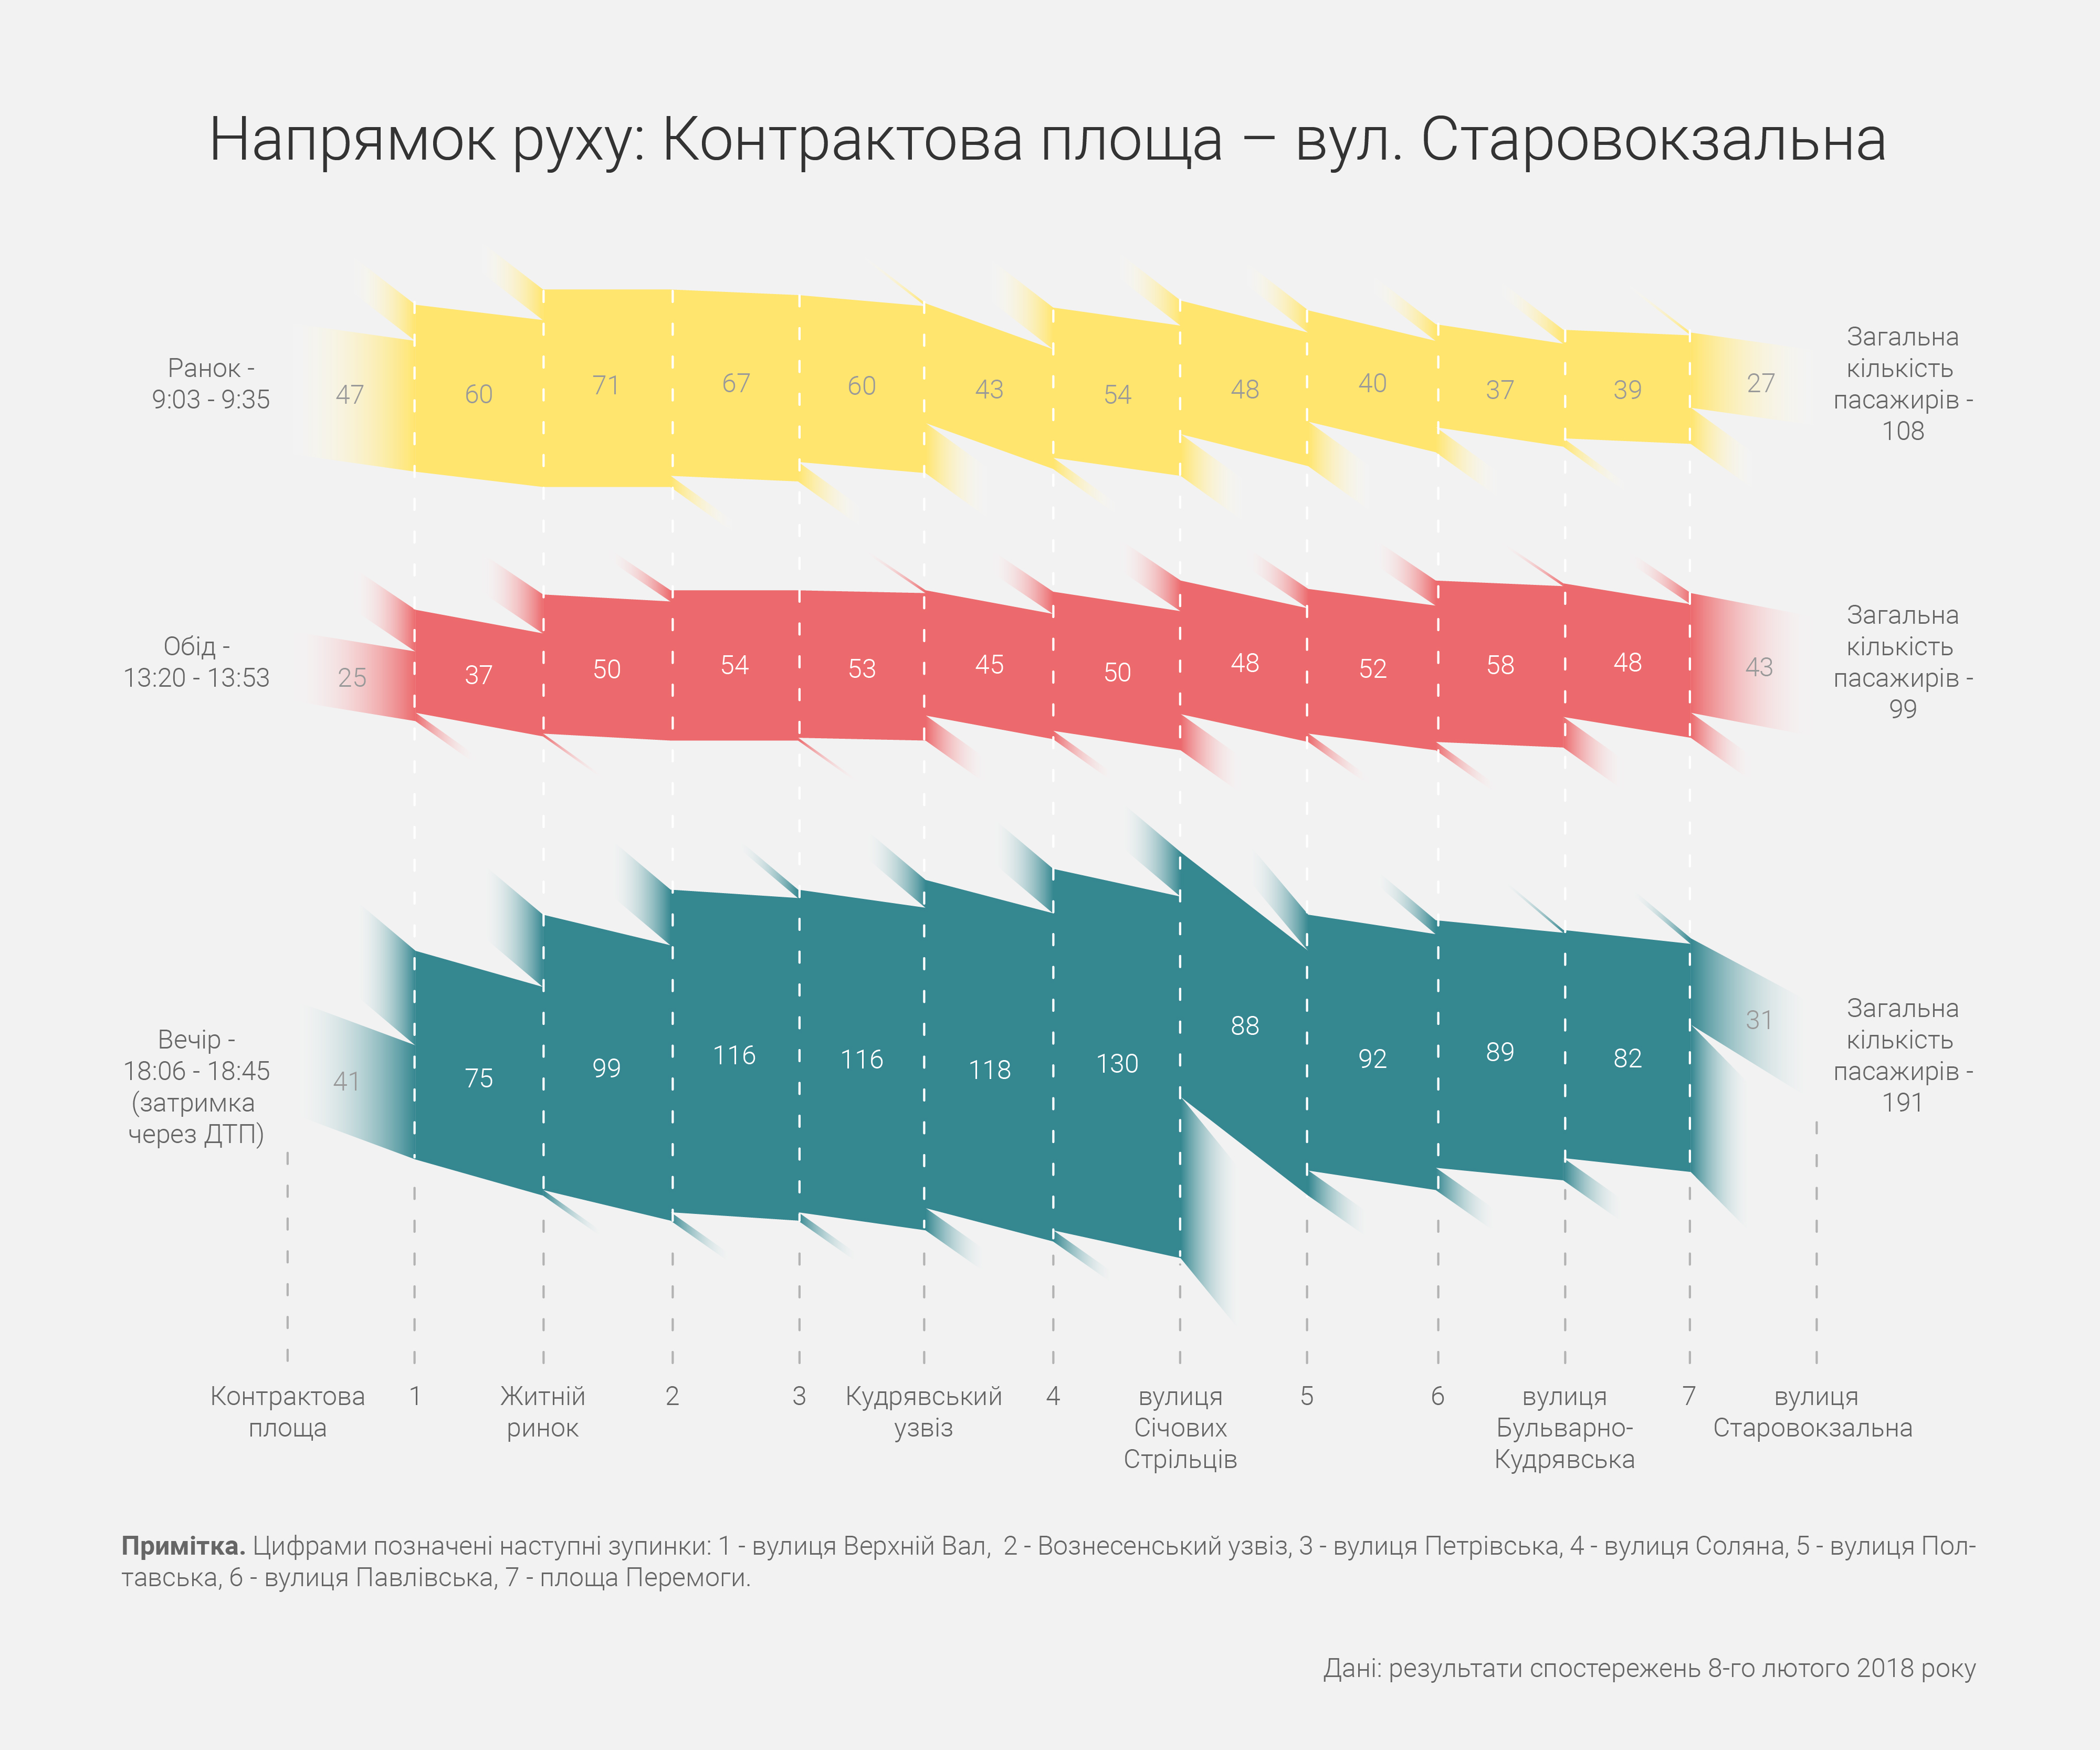 Напрямок руху: Контрактова площа – вул. Старовокзальна
Ранок -
9:03 - 9:35
47 60 71 67 60 43 54 48 40 37 39 27
Загальна
кількість
пасажирів -
108
Обід -
13:20 - 13:53
25 37 50 54 53 45 50 48 52 58 48 43
Загальна
кількість
пасажирів -
99
Вечір -
18:06 - 18:45
(затримка
через ДТП)
41 75 99 116 116 118 130 88 92 89 82 31
Загальна
кількість
пасажирів -
191
Контрактова
площа
1
Житній
ринок
2
3
Кудрявський
узвіз
4
вулиця
Січових
Стрільців
5
6
вулиця
Бульварно-
Кудрявська
7
вулиця
Старовокзальна
Примітка. Цифрами позначені наступні зупинки: 1 - вулиця Верхній Вал, 2 - Вознесенський узвіз, 3 - вулиця Петрівська, 4 - вулиця Соляна, 5 - вулиця Пол-
тавська, 6 - вулиця Павлівська, 7 - площа Перемоги.
Дані: результати спостережень 8-го лютого 2018 року